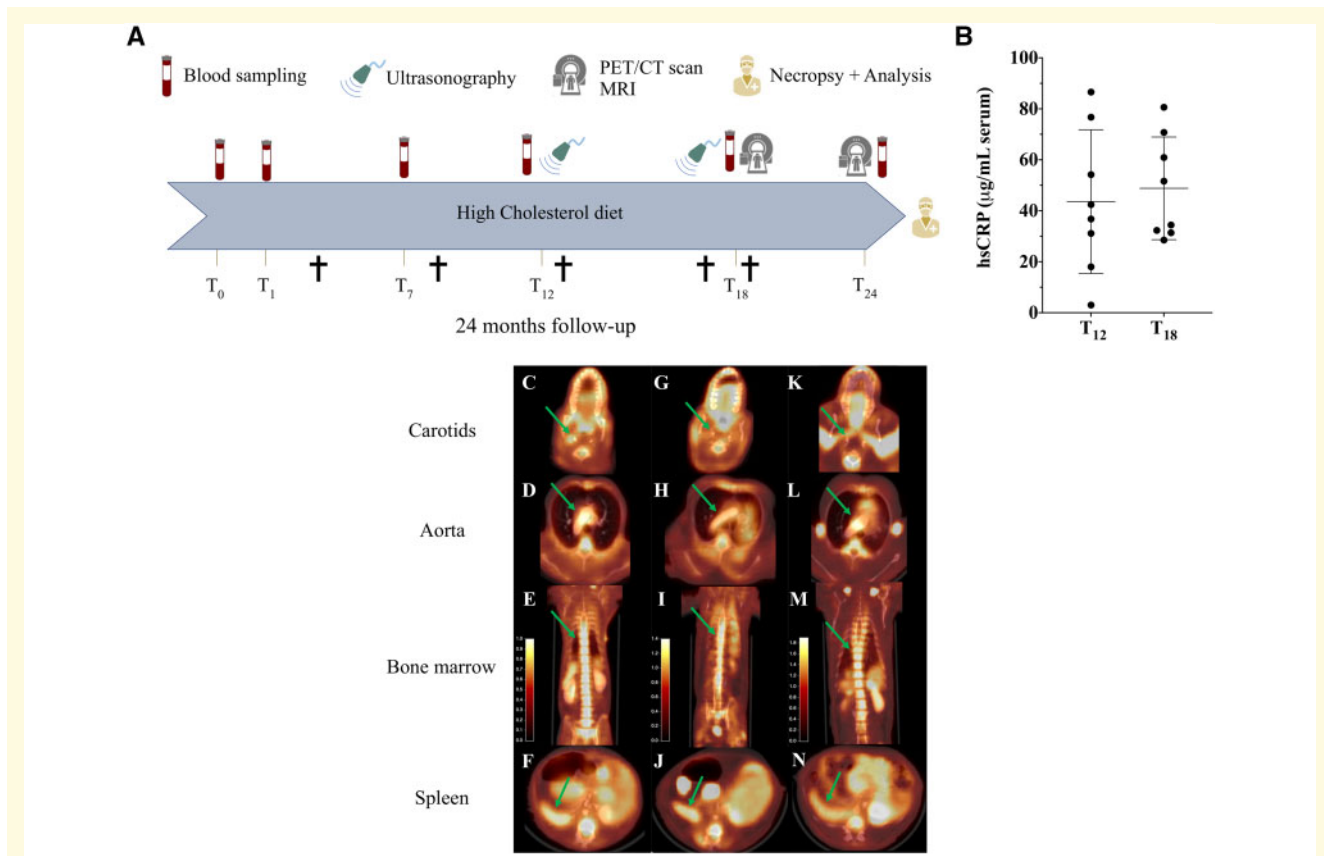 A
Blood sampling
Ultrasonography
PET/CT scan
MRI
Necropsy + Analysis
High Cholesterol diet
T0 T1 T7 T12 T18 T24
24 months follow-up
B
hsCRP (µg/mL serum)
100
80
60
40
20
0
T12 T18
C G K
Carotids
D H L
Aorta
E I M
Bone marrow
F J N
Spleen